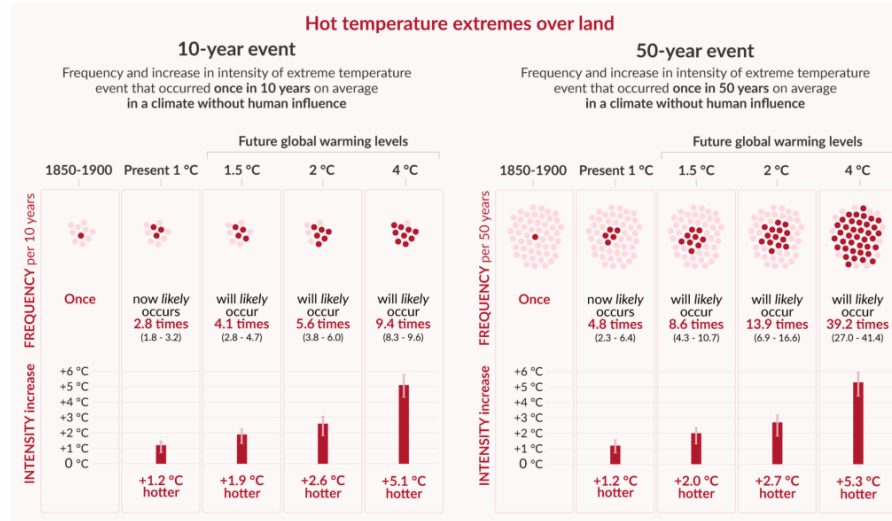 Hot temperature extremes over land
10-year event
Frequency and increase in intensity of extreme temperature
event that occurred once in 10 years on average
in a climate without human influence
Future global warming levels
1850-1900 Present 1 °C 1.5 °C 2 °C 4 °C
FREQUENCY per 10 years
Once
now likely
occurs
2.8 times
(1.8 - 3.2)
will likely
occur
4.1 times
(2.8 - 4.7)
will likely
occur
5.6 times
(3.8 - 6.0)
will likely
occur
9.4 times
(8.3 - 9.6)
INTENSITY increase
+6 °C
+5 °C
+4 °C
+3 °C
+2 °C
+1 °C
0 °C
+1.2 °C
hotter
+1.9 °C
hotter
+2.6 °C
hotter
+5.1 °C
hotter
50-year event
Frequency and increase in intensity of extreme temperature
event that occurred once in 50 years on average
in a climate without human influence
Future global warming levels
1850-1900 Present 1 °C 1.5 °C 2 °C 4 °C
FREQUENCY per 50 years
Once
now likely
occurs
4.8 times
(2.3 - 6.4)
will likely
occur
8.6 times
(4.3 - 10.7)
will likely
occur
13.9 times
(6.9 - 16.6)
will likely
occur
39.2 times
(27.0 - 41.4)
INTENSITY increase
+6 °C
+5 °C
+4 °C
+3 °C
+2 °C
+1 °C
0 °C
+1.2 °C
hotter
+2.0 °C
hotter
+2.7 °C
hotter
+5.3 °C
hotter